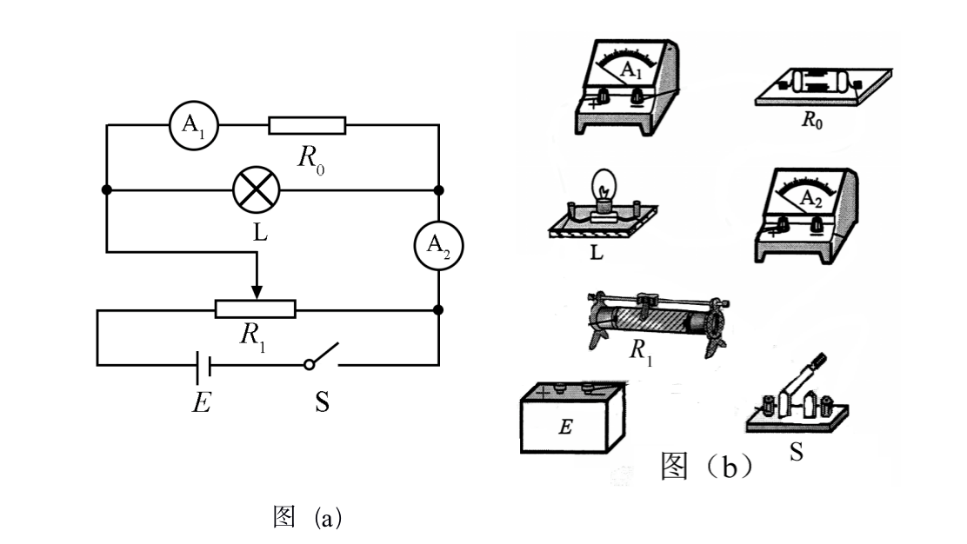 A₁
R₀
L
A₂
R₁
E
S
图 (a)
A₁
+ −
R₀
L
A₂
+ −
R₁
+ −
E
S
图（b）